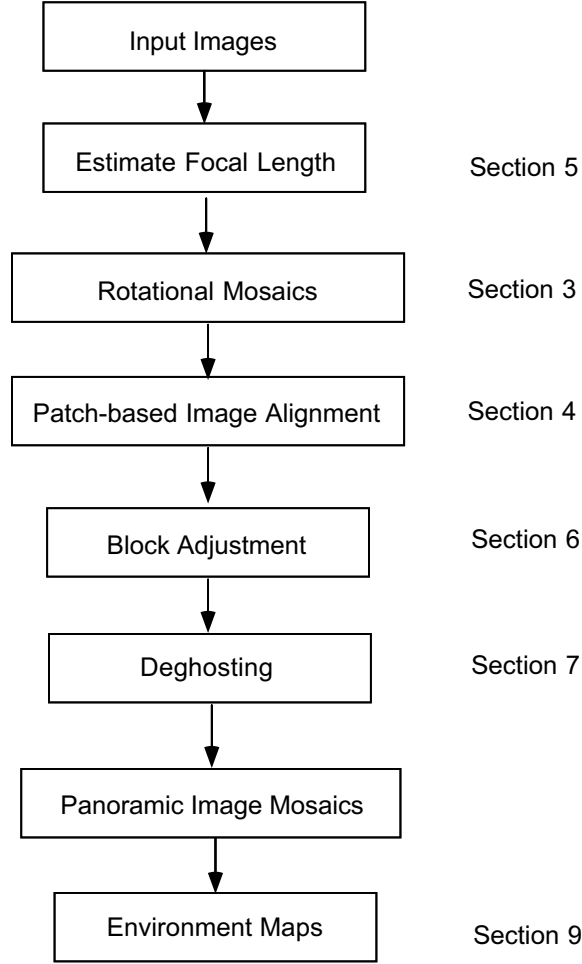 Input Images
Estimate Focal Length
Section 5
Rotational Mosaics
Section 3
Patch-based Image Alignment
Section 4
Block Adjustment
Section 6
Deghosting
Section 7
Panoramic Image Mosaics
Environment Maps
Section 9